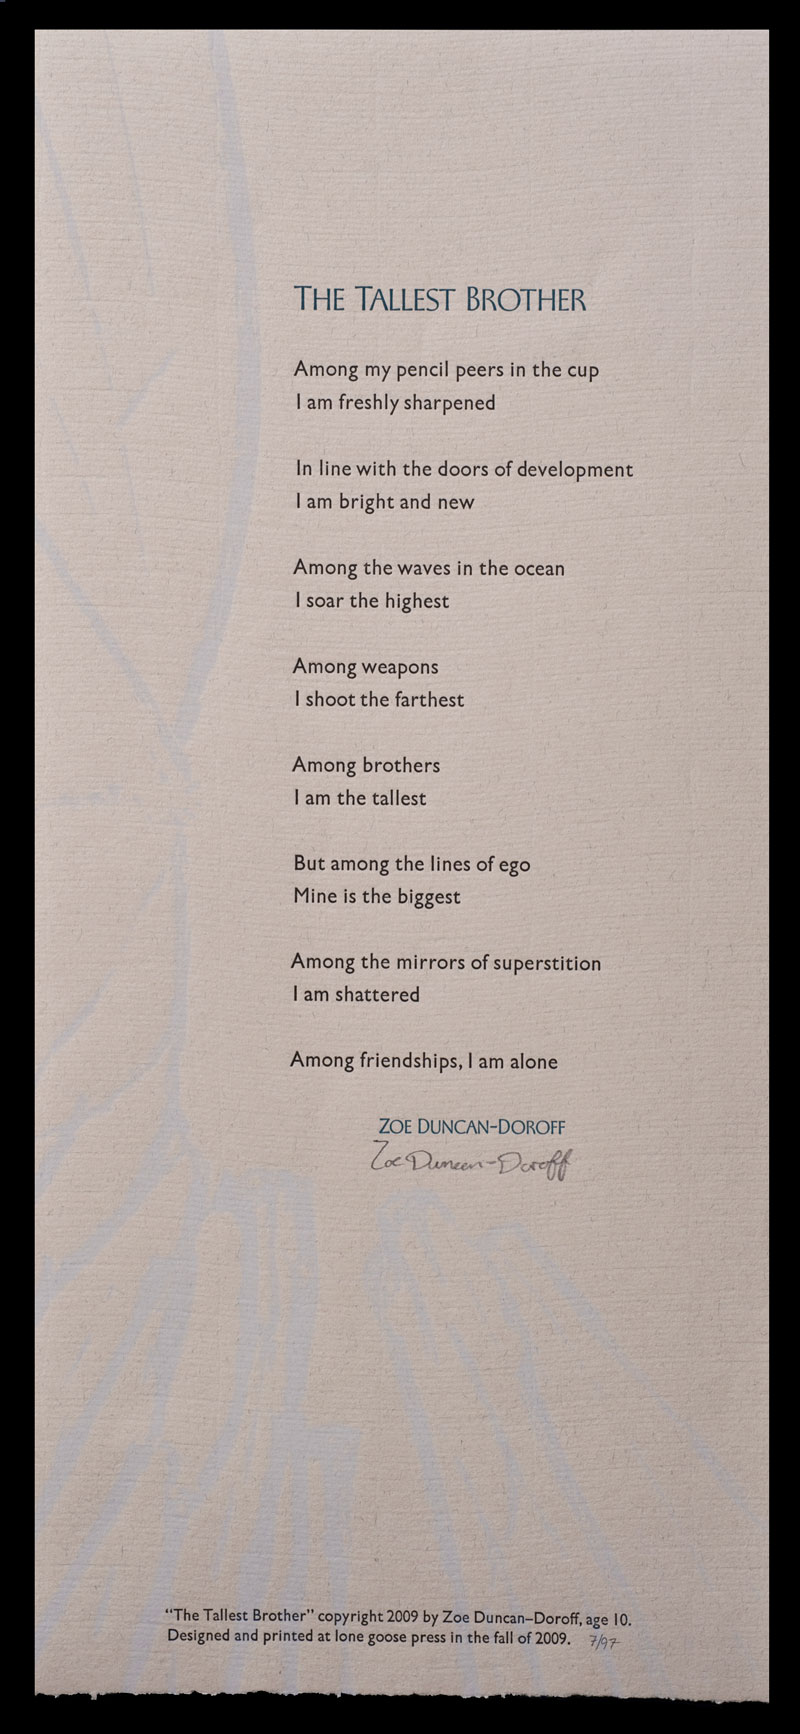 THE TALLEST BROTHER
Among my pencil peers in the cup
I am freshly sharpened
In line with the doors of development
I am bright and new
Among the waves in the ocean
I soar the highest
Among weapons
I shoot the farthest
Among brothers
I am the tallest
But among the lines of ego
Mine is the biggest
Among the mirrors of superstition
I am shattered
Among friendships, I am alone
ZOE DUNCAN-DOROFF
Zoe Duncan-Doroff
"The Tallest Brother" copyright 2009 by Zoe Duncan–Doroff, age 10.
Designed and printed at lone goose press in the fall of 2009. 7/97